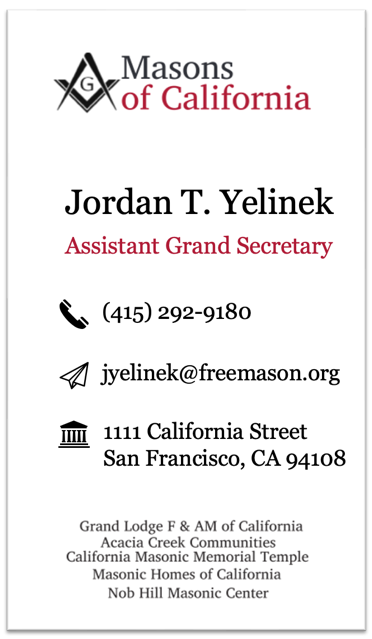 G
Masons
of California
Jordan T. Yelinek
Assistant Grand Secretary
(415) 292-9180
jyelinek@freemason.org
1111 California Street
San Francisco, CA 94108
Grand Lodge F & AM of California
Acacia Creek Communities
California Masonic Memorial Temple
Masonic Homes of California
Nob Hill Masonic Center